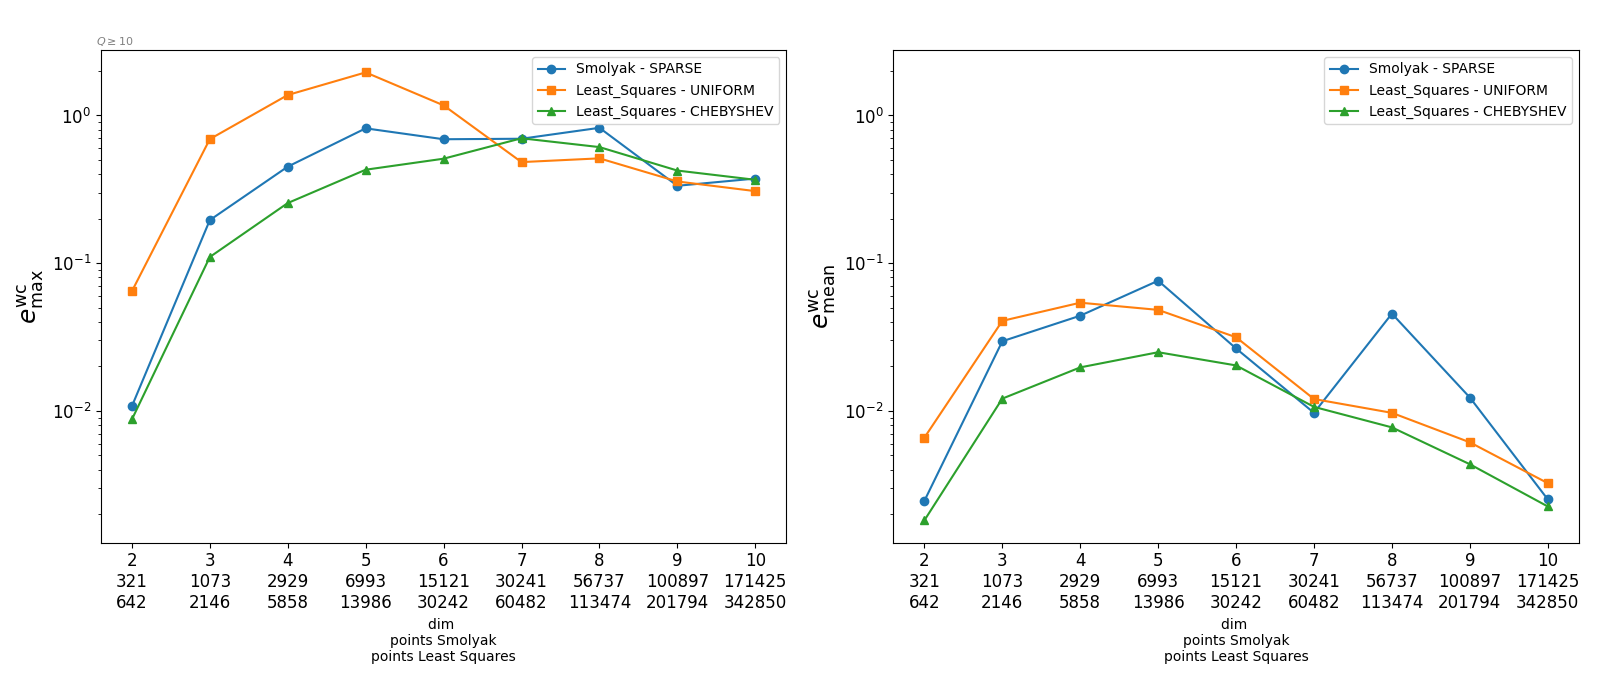 Q ≥ 10
Smolyak - SPARSE
Least_Squares - UNIFORM
Least_Squares - CHEBYSHEV
10^0
10^-1
10^-2
e^wc_max
2 3 4 5 6 7 8 9 10
321 1073 2929 6993 15121 30241 56737 100897 171425
642 2146 5858 13986 30242 60482 113474 201794 342850
dim
points Smolyak
points Least Squares
Smolyak - SPARSE
Least_Squares - UNIFORM
Least_Squares - CHEBYSHEV
10^0
10^-1
10^-2
e^wc_mean
2 3 4 5 6 7 8 9 10
321 1073 2929 6993 15121 30241 56737 100897 171425
642 2146 5858 13986 30242 60482 113474 201794 342850
dim
points Smolyak
points Least Squares